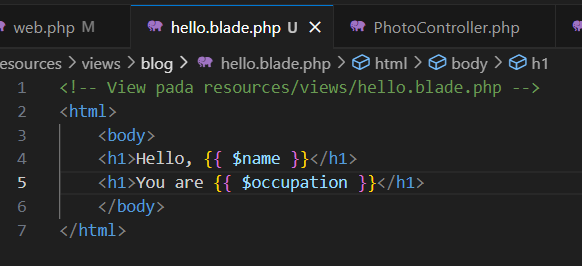 web.php M hello.blade.php U × PhotoController.php
esources > views > blog > hello.blade.php > html > body > h1
1 <!-- View pada resources/views/hello.blade.php -->
2 <html>
3 <body>
4 <h1>Hello, {{ $name }}</h1>
5 <h1>You are {{ $occupation }}</h1>
6 </body>
7 </html>